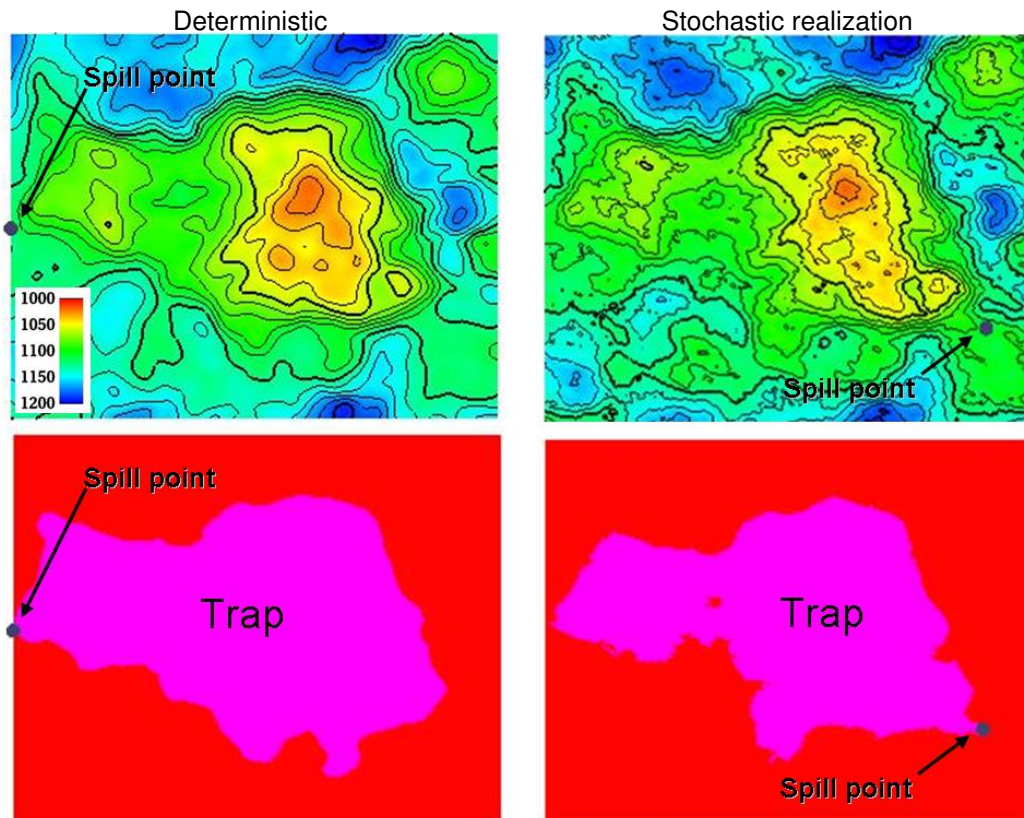 Deterministic
Stochastic realization
Spill point
1000
1050
1100
1150
1200
Spill point
Spill point
Trap
Trap
Spill point